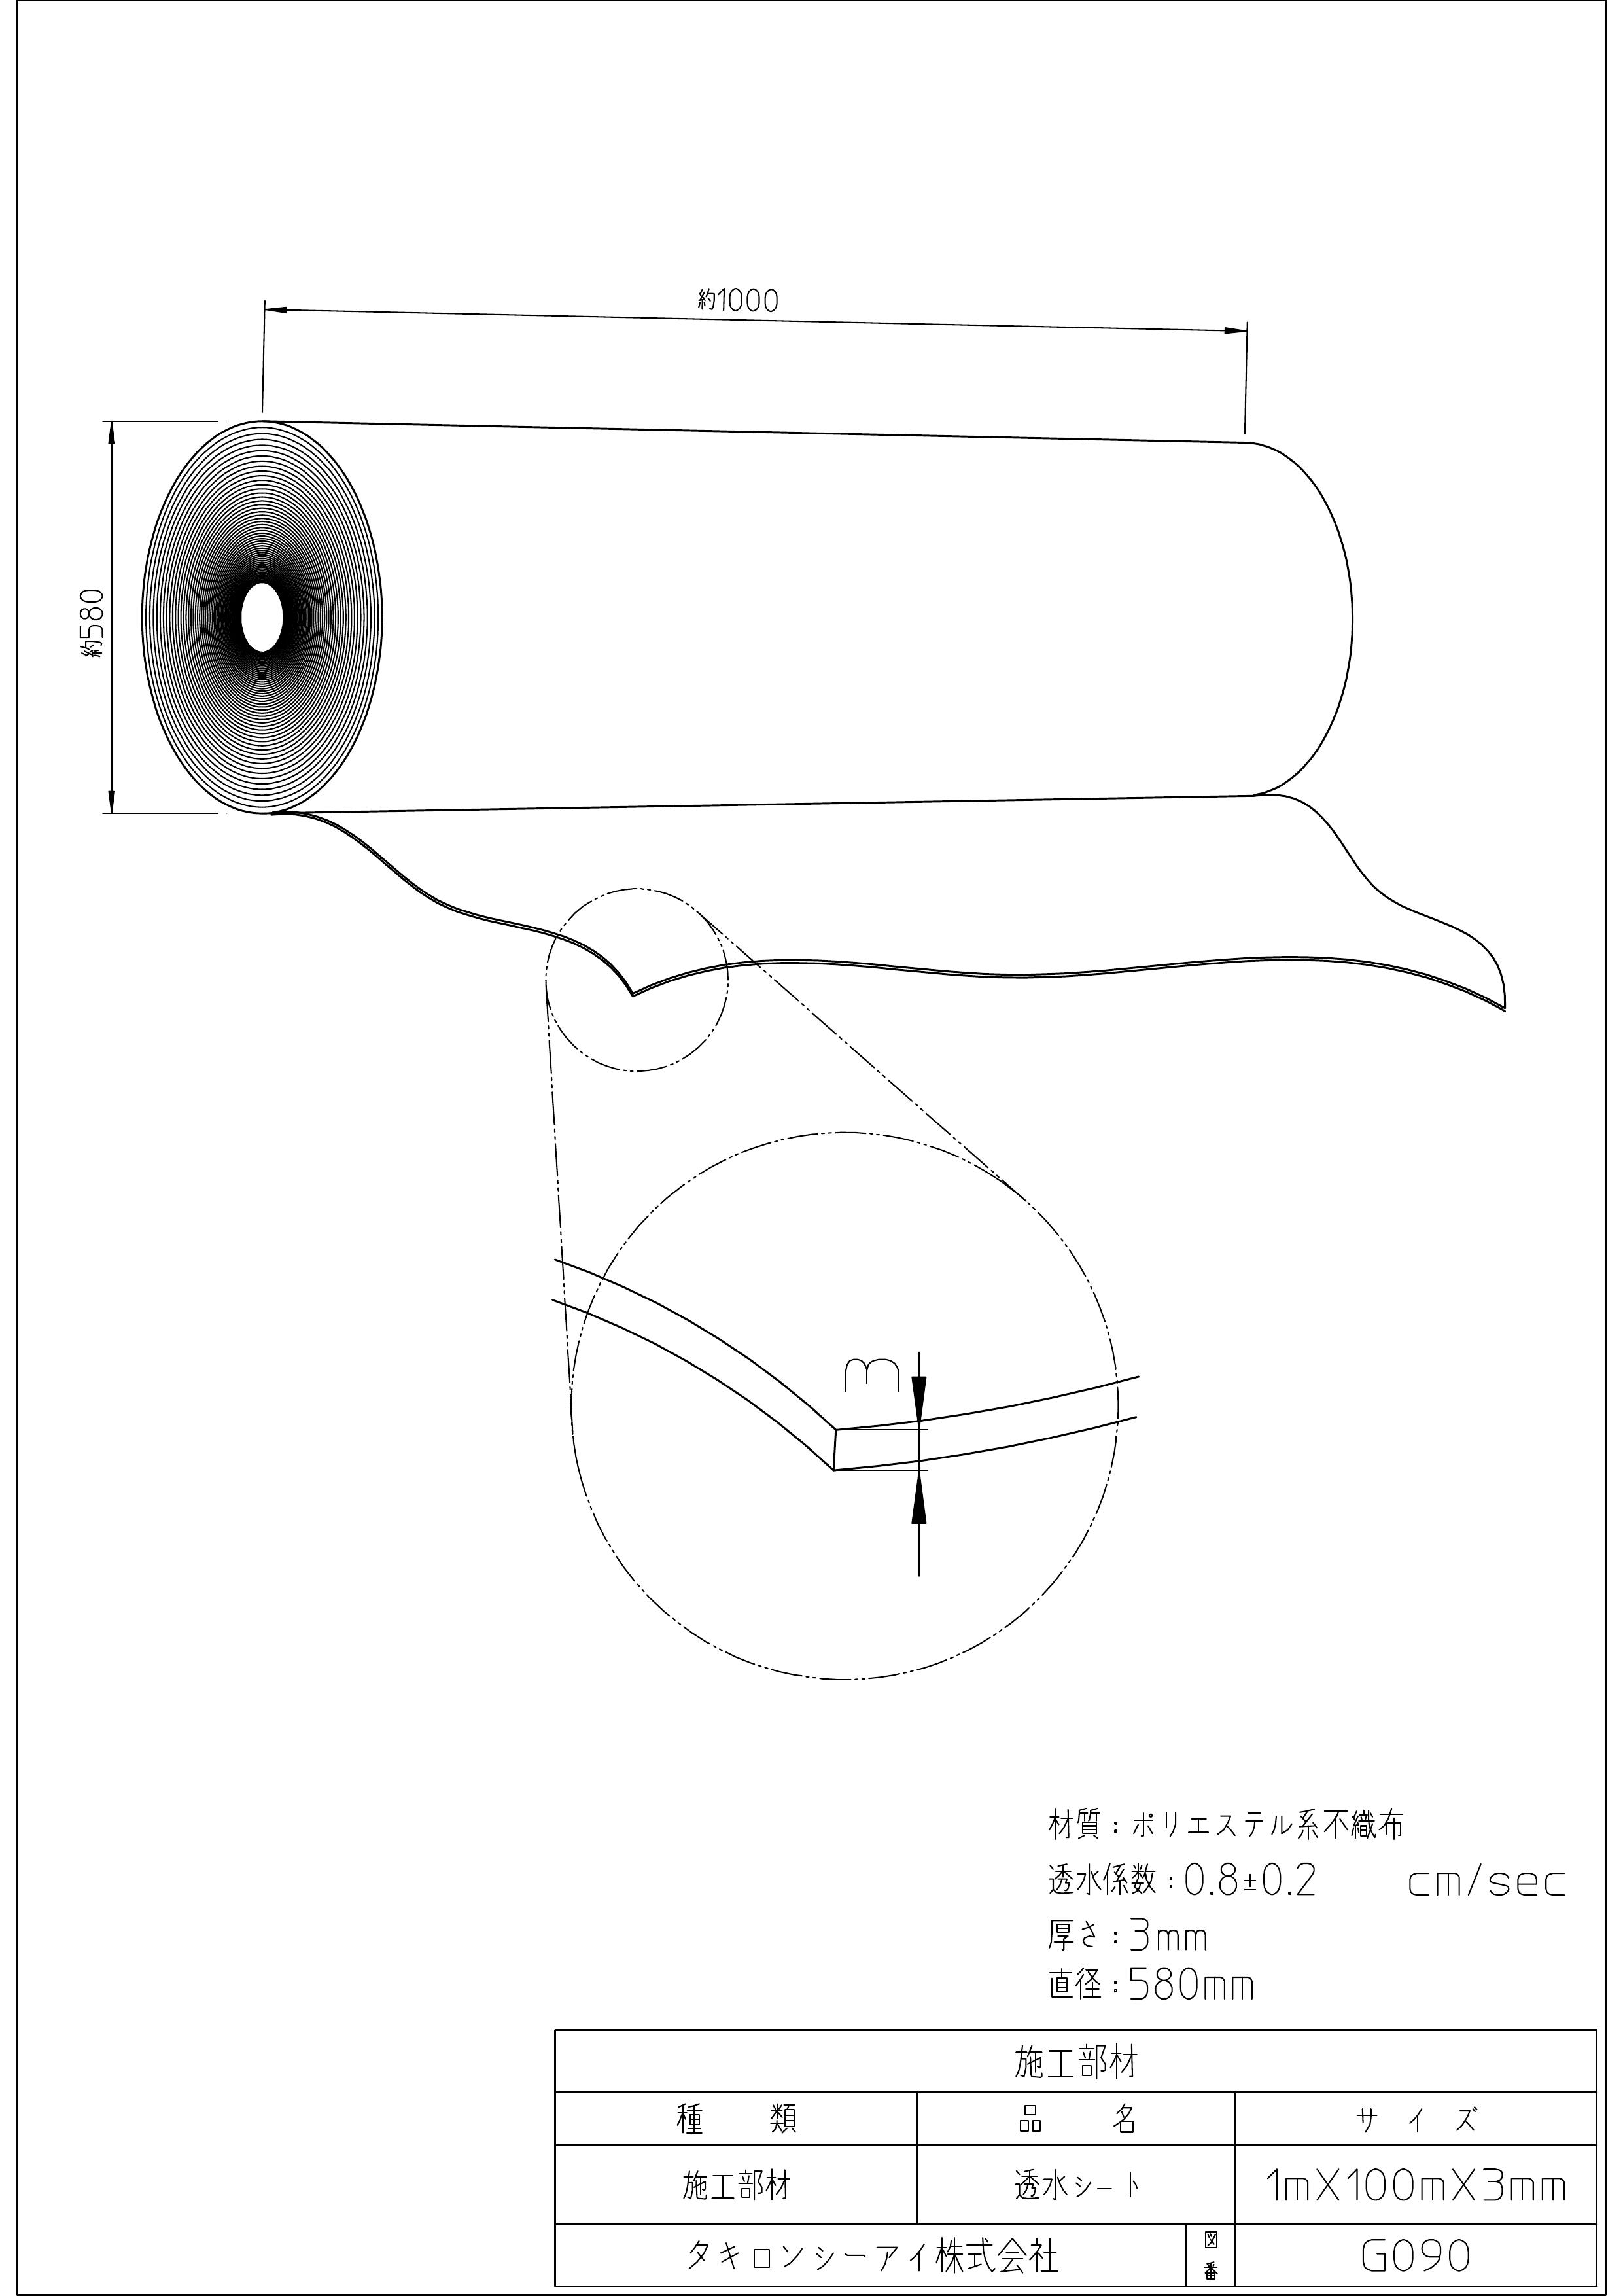 約1000
約580
3
材質：ポリエステル系不織布
透水係数：0.8±0.2 cm/sec
厚さ：3mm
直径：580mm
施工部材
種 類 品 名 サ イ ズ
施工部材 透水シート 1mX100mX3mm
タキロンシーアイ株式会社 図番 G090